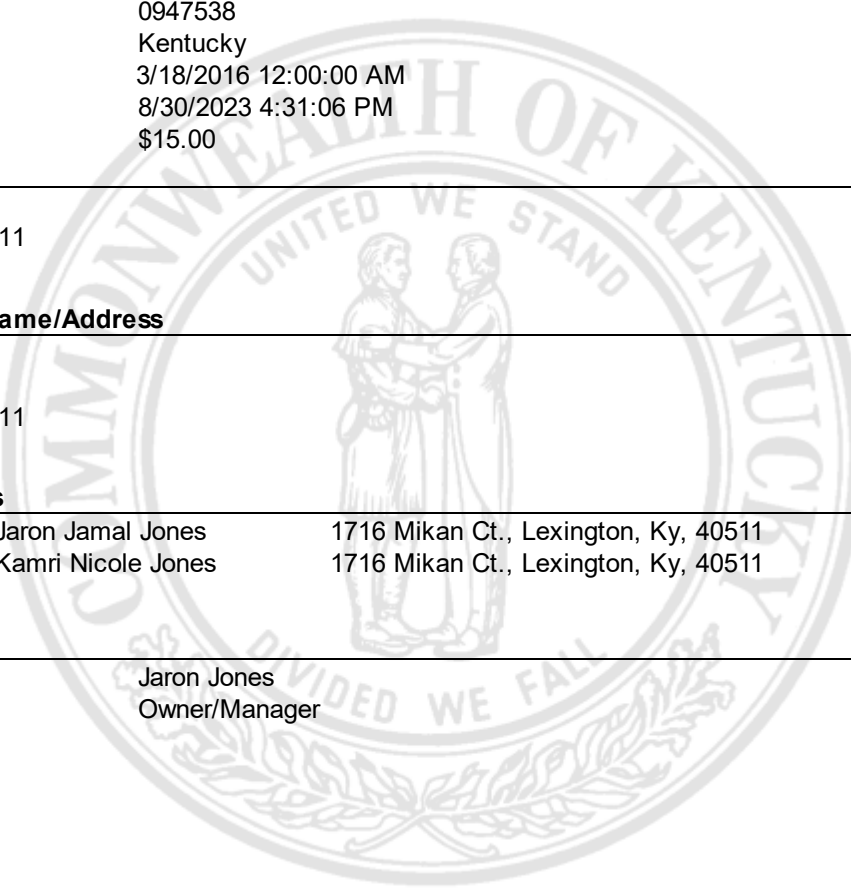 0947538
Kentucky
3/18/2016 12:00:00 AM
8/30/2023 4:31:06 PM
$15.00
11
ame/Address
11
s
Jaron Jamal Jones 1716 Mikan Ct., Lexington, Ky, 40511
Kamri Nicole Jones 1716 Mikan Ct., Lexington, Ky, 40511
Jaron Jones
Owner/Manager
COMMONWEALTH OF KENTUCKY
UNITED WE STAND
DIVIDED WE FALL